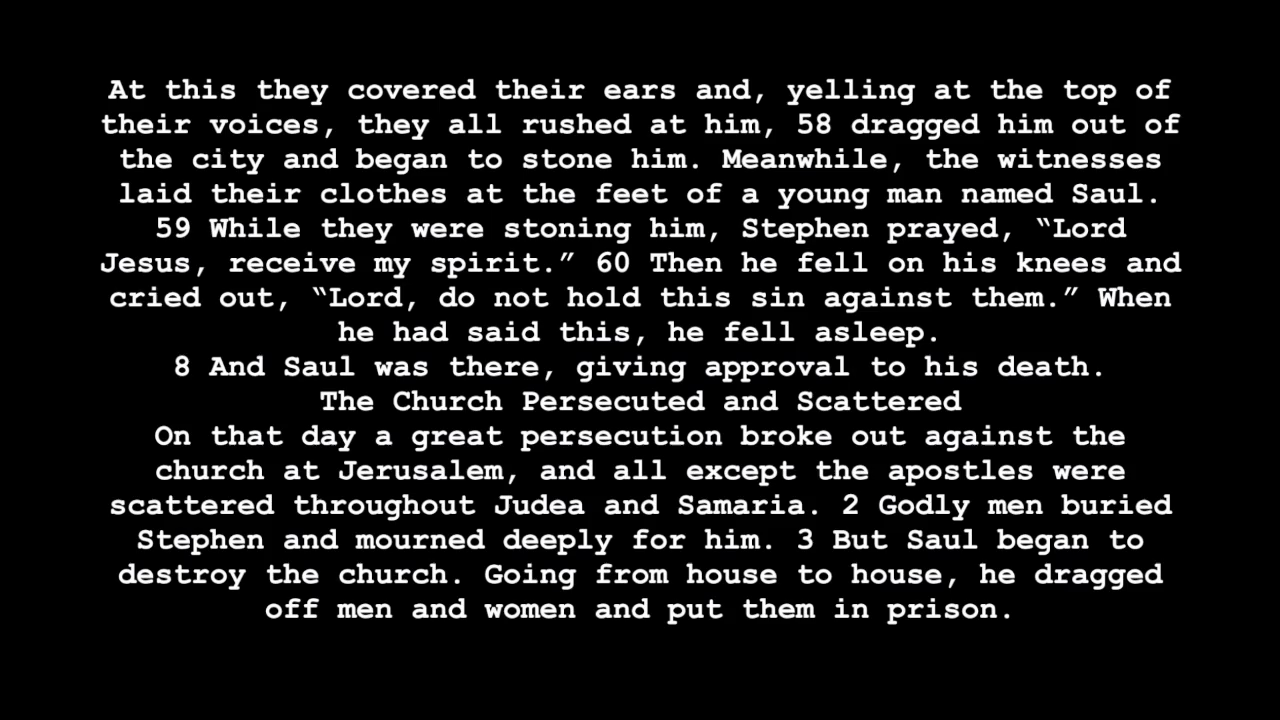 At this they covered their ears and, yelling at the top of
their voices, they all rushed at him, 58 dragged him out of
the city and began to stone him. Meanwhile, the witnesses
laid their clothes at the feet of a young man named Saul.
59 While they were stoning him, Stephen prayed, “Lord
Jesus, receive my spirit.” 60 Then he fell on his knees and
cried out, “Lord, do not hold this sin against them.” When
he had said this, he fell asleep.
8 And Saul was there, giving approval to his death.
The Church Persecuted and Scattered
On that day a great persecution broke out against the
church at Jerusalem, and all except the apostles were
scattered throughout Judea and Samaria. 2 Godly men buried
Stephen and mourned deeply for him. 3 But Saul began to
destroy the church. Going from house to house, he dragged
off men and women and put them in prison.